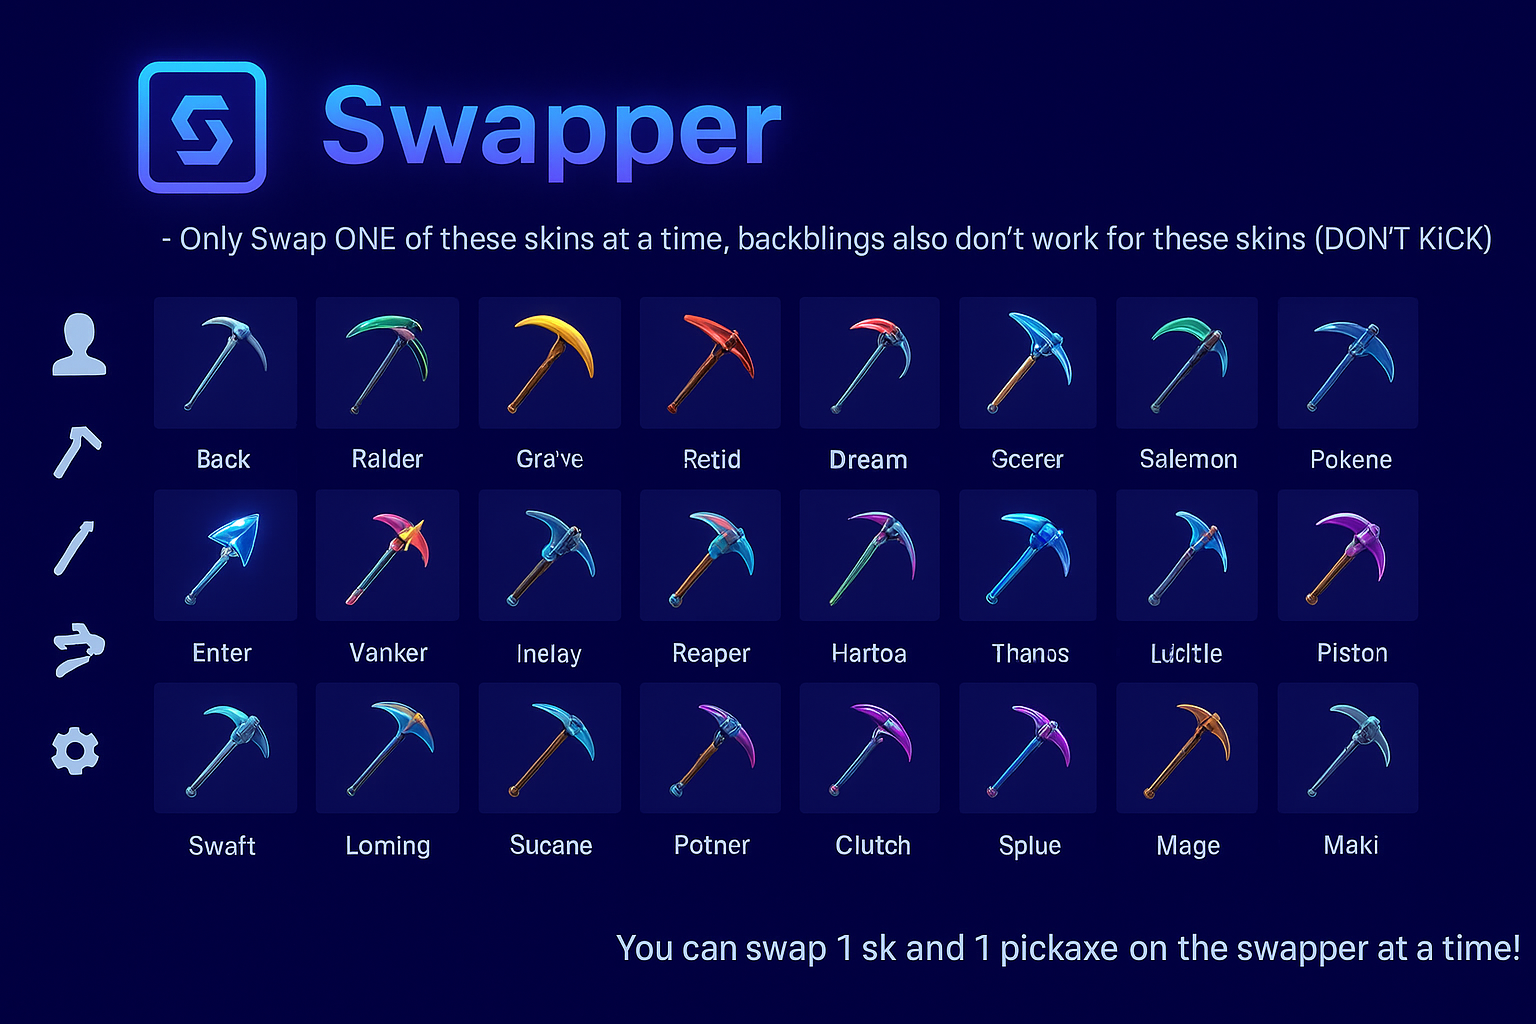 Swapper
- Only Swap ONE of these skins at a time, backblings also don't work for these skins (DON'T KiCK)
Back Ralder Gra've Retid Dream Gcerer Salemon Pokene
Enter Vanker Inelay Reaper Hartoa Thanos Lucltle Piston
Swaft Loming Sucane Potner Clutch Splue Mage Maki
You can swap 1 sk and 1 pickaxe on the swapper at a time!